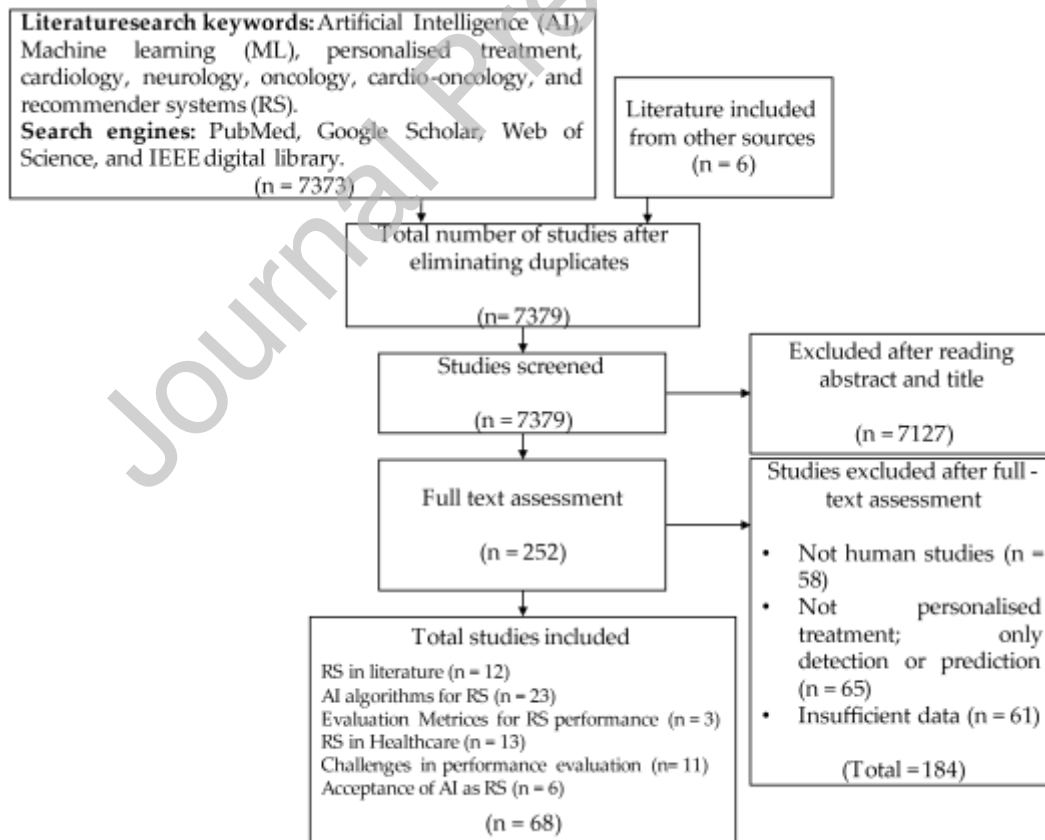 Literaturesearch keywords: Artificial Intelligence (AI),
Machine learning (ML), personalised treatment,
cardiology, neurology, oncology, cardio-oncology, and
recommender systems (RS).
Search engines: PubMed, Google Scholar, Web of
Science, and IEEE digital library.
(n = 7373)
Literature included
from other sources
(n = 6)
Total number of studies after
eliminating duplicates
(n= 7379)
Studies screened
(n = 7379)
Excluded after reading
abstract and title
(n = 7127)
Full text assessment
(n = 252)
Studies excluded after full -
text assessment
• Not human studies (n =
58)
• Not personalised
treatment; only
detection or prediction
(n = 65)
• Insufficient data (n = 61)
(Total = 184)
Total studies included
RS in literature (n = 12)
AI algorithms for RS (n = 23)
Evaluation Metrices for RS performance (n = 3)
RS in Healthcare (n = 13)
Challenges in performance evaluation (n= 11)
Acceptance of AI as RS (n = 6)
(n = 68)
Journal Pre